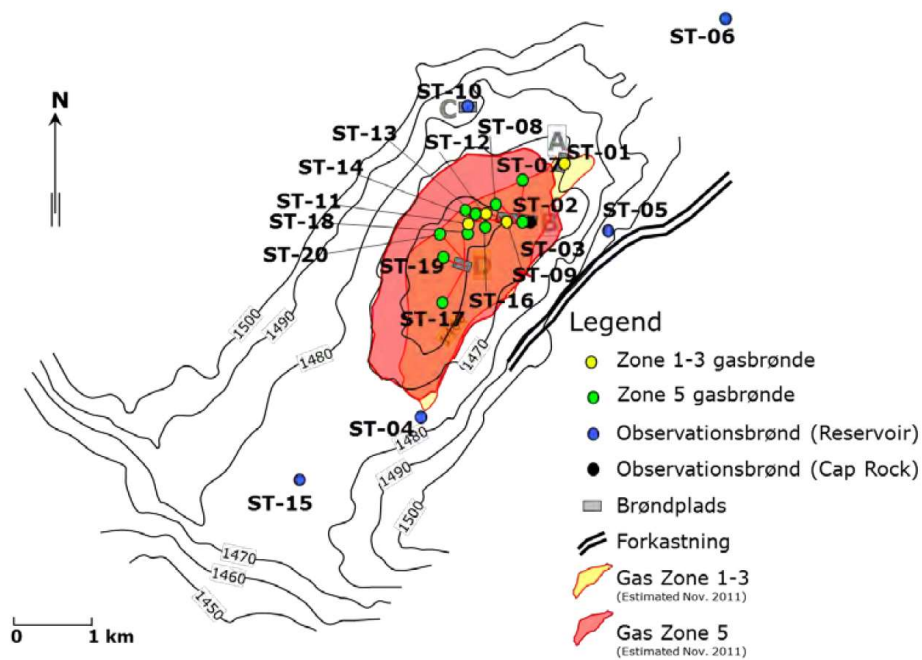 ST-06
N
ST-10
C
ST-13
ST-08
ST-12
A
ST-01
ST-14
ST-07
ST-11
ST-02
ST-05
ST-18
B
ST-20
ST-03
ST-19
D
ST-09
ST-16
ST-17
1500
1490
1480
1470
ST-04
1480
1490
1500
ST-15
1470
1460
1450
0 1 km
Legend
Zone 1-3 gasbrønde
Zone 5 gasbrønde
Observationsbrønd (Reservoir)
Observationsbrønd (Cap Rock)
Brøndplads
Forkastning
Gas Zone 1-3
(Estimated Nov. 2011)
Gas Zone 5
(Estimated Nov. 2011)